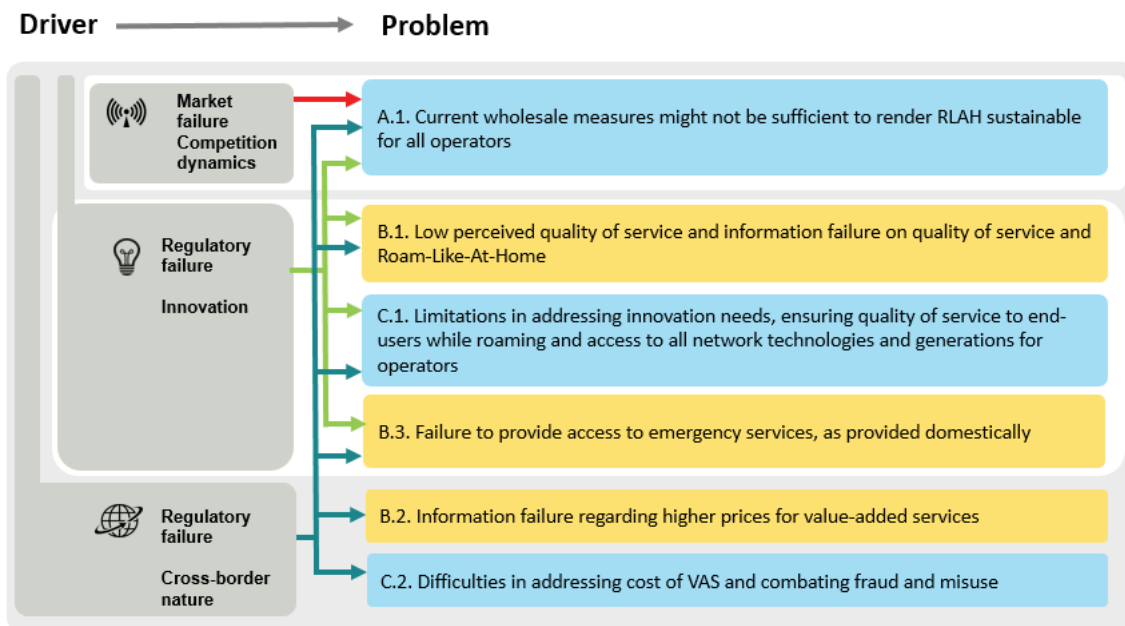 Driver
Problem
Market
failure
Competition
dynamics
A.1. Current wholesale measures might not be sufficient to render RLAH sustainable
for all operators
Regulatory
failure
Innovation
B.1. Low perceived quality of service and information failure on quality of service and
Roam-Like-At-Home
C.1. Limitations in addressing innovation needs, ensuring quality of service to end-
users while roaming and access to all network technologies and generations for
operators
B.3. Failure to provide access to emergency services, as provided domestically
Regulatory
failure
Cross-border
nature
B.2. Information failure regarding higher prices for value-added services
C.2. Difficulties in addressing cost of VAS and combating fraud and misuse